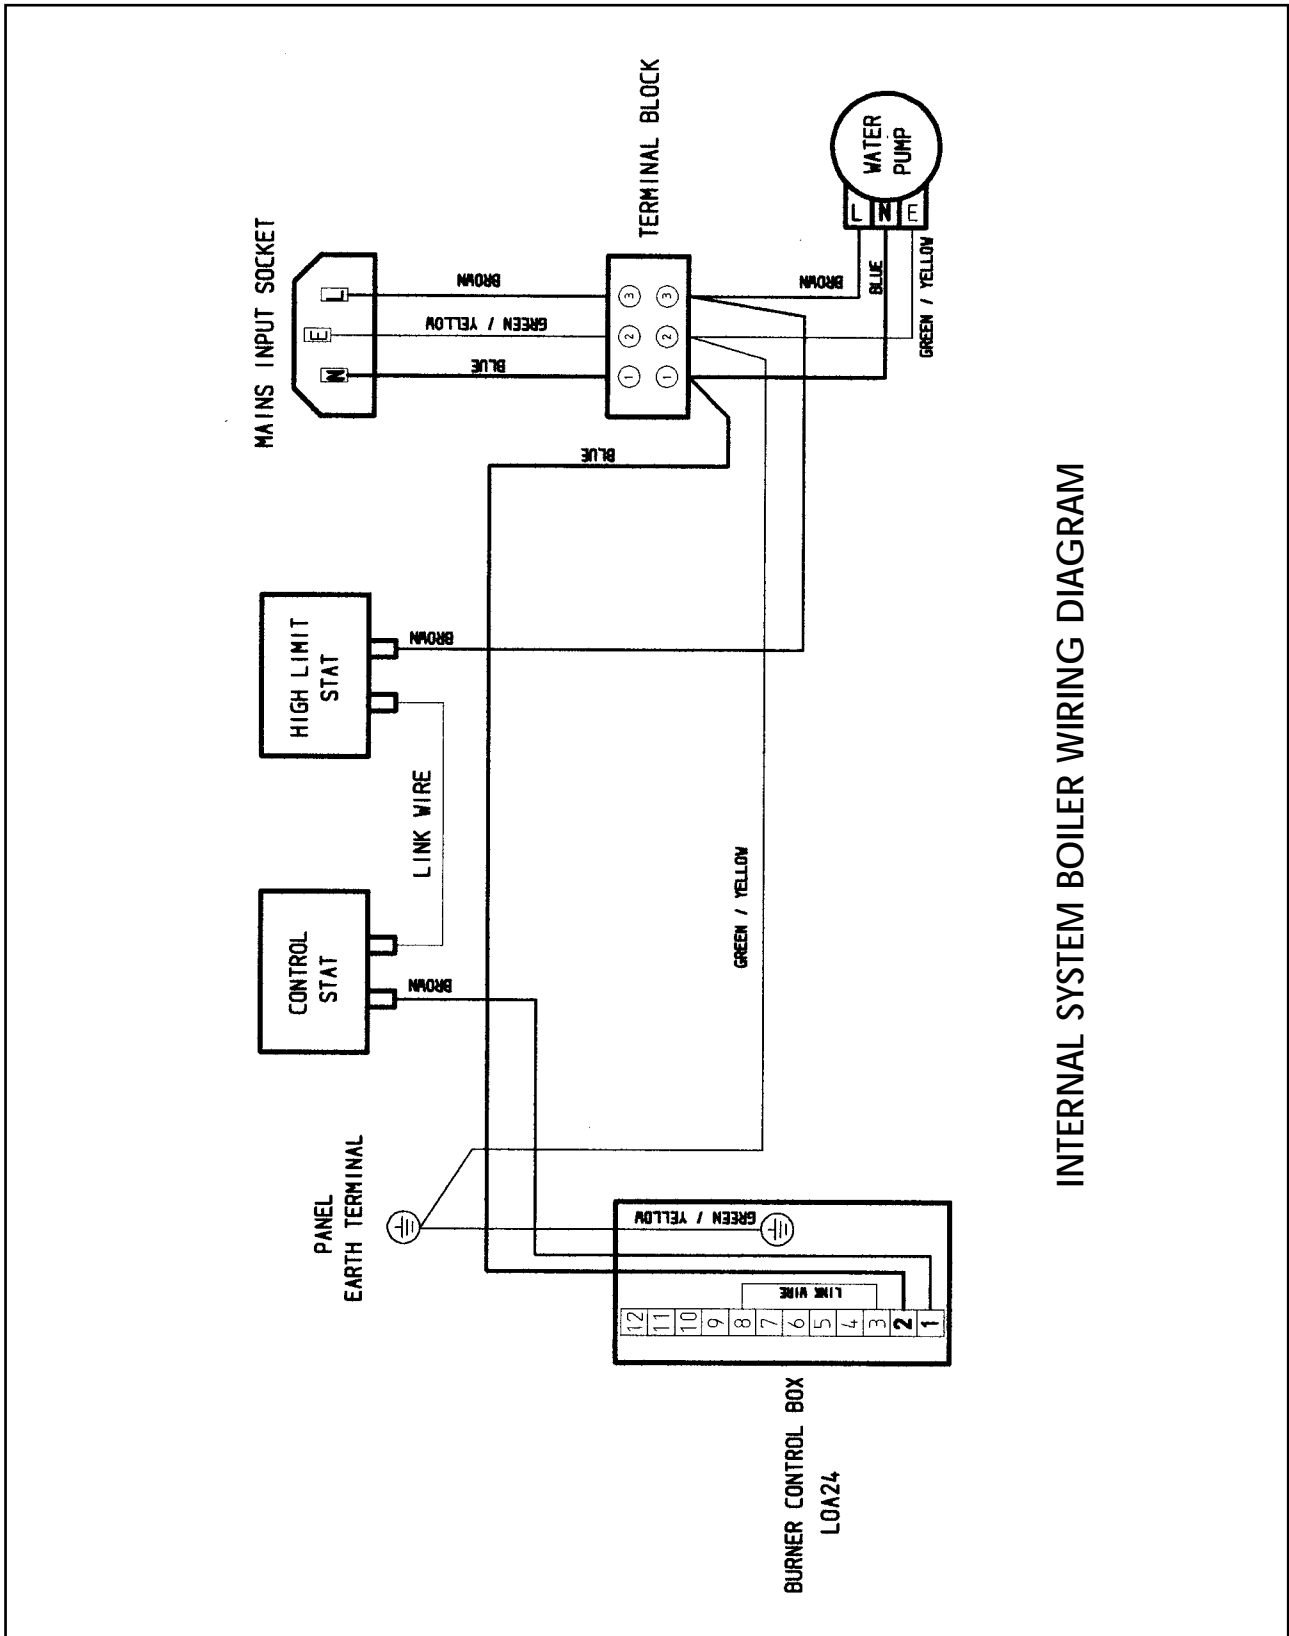 MAINS INPUT SOCKET
L
E
N
BROWN
GREEN / YELLOW
BLUE
TERMINAL BLOCK
3
3
2
2
1
1
WATER
PUMP
L
N
E
BROWN
BLUE
GREEN / YELLOW
BLUE
HIGH LIMIT
STAT
BROWN
LINK WIRE
CONTROL
STAT
BROWN
GREEN / YELLOW
PANEL
EARTH TERMINAL
GREEN / YELLOW
LINK WIRE
12
11
10
9
8
7
6
5
4
3
2
1
BURNER CONTROL BOX
LOA24
INTERNAL SYSTEM BOILER WIRING DIAGRAM